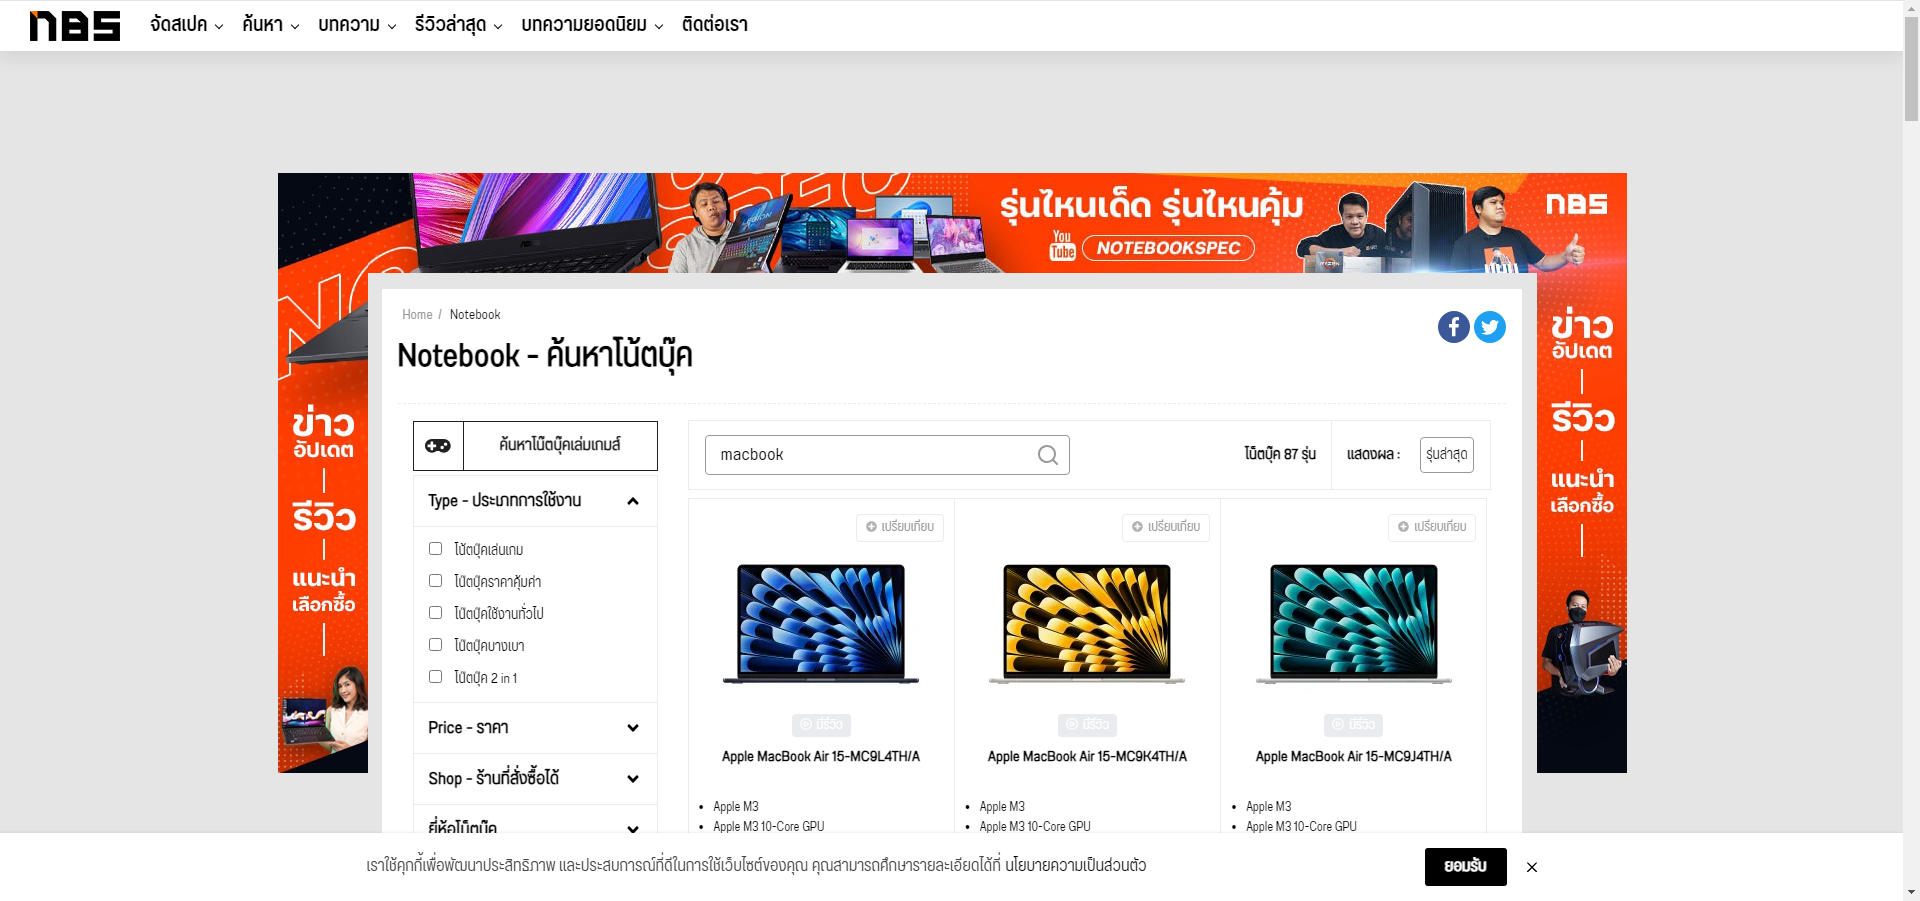 nBS
จัดสเปค
ค้นหา
บทความ
รีวิวล่าสุด
บทความยอดนิยม
ติดต่อเรา
รุ่นไหนเด็ด รุ่นไหนคุ้ม
You Tube NOTEBOOKSPEC
nBS
ข่าว
อัปเดต
รีวิว
แนะนำ
เลือกซื้อ
ข่าว
อัปเดต
รีวิว
แนะนำ
เลือกซื้อ
Home / Notebook
Notebook - ค้นหาโน้ตบุ๊ค
ค้นหาโน๊ตบุ๊คเล่มเกมส์
Type - ประเภทการใช้งาน
โน้ตบุ๊คเล่นเกม
โน๊ตบุ๊คราคาคุ้มค่า
โน๊ตบุ๊คใช้งานทั่วไป
โน๊ตบุ๊คบางเบา
โน๊ตบุ๊ค 2 in 1
Price - ราคา
Shop - ร้านที่สั่งซื้อได้
ยี่ห้อโน๊ตบุ๊ค
macbook
โน๊ตบุ๊ค 87 รุ่น
แสดงผล :
รุ่นล่าสุด
เปรียบเทียบ
มีรีวิว
Apple MacBook Air 15-MC9L4TH/A
Apple M3
Apple M3 10-Core GPU
เปรียบเทียบ
มีรีวิว
Apple MacBook Air 15-MC9K4TH/A
Apple M3
Apple M3 10-Core GPU
เปรียบเทียบ
มีรีวิว
Apple MacBook Air 15-MC9J4TH/A
Apple M3
Apple M3 10-Core GPU
เราใช้คุกกี้เพื่อพัฒนาประสิทธิภาพ และประสบการณ์ที่ดีในการใช้เว็บไซต์ของคุณ คุณสามารถศึกษารายละเอียดได้ที่ นโยบายความเป็นส่วนตัว
ยอมรับ